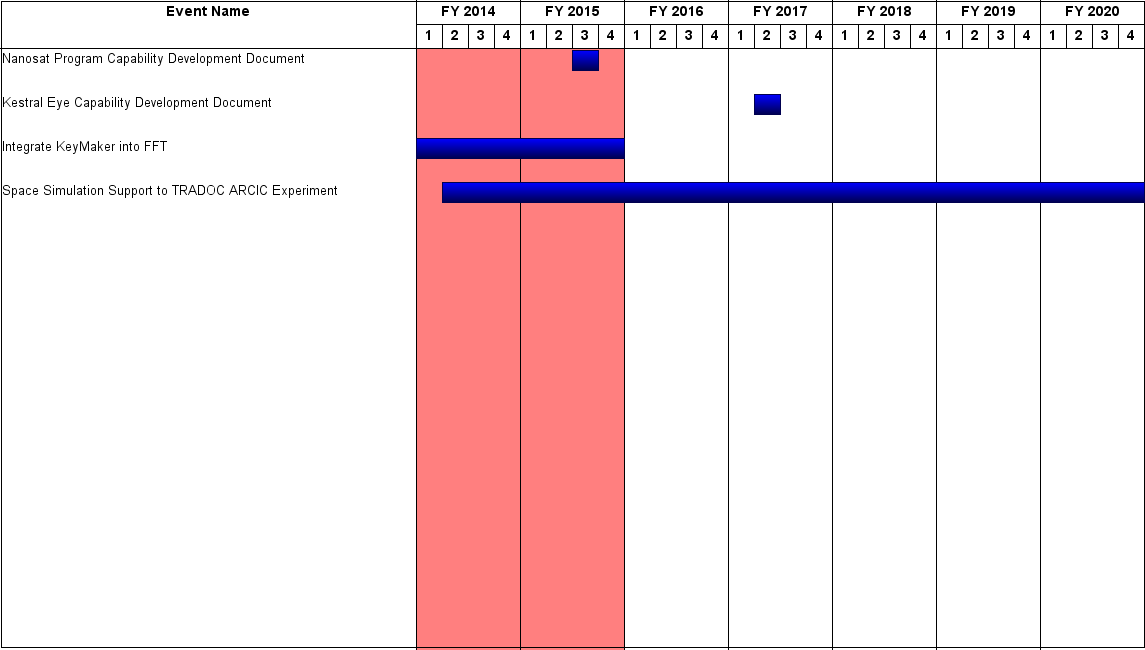 Event Name FY 2014 FY 2015 FY 2016 FY 2017 FY 2018 FY 2019 FY 2020
1 2 3 4 1 2 3 4 1 2 3 4 1 2 3 4 1 2 3 4 1 2 3 4 1 2 3 4
Nanosat Program Capability Development Document
Kestral Eye Capability Development Document
Integrate KeyMaker into FFT
Space Simulation Support to TRADOC ARCIC Experiment